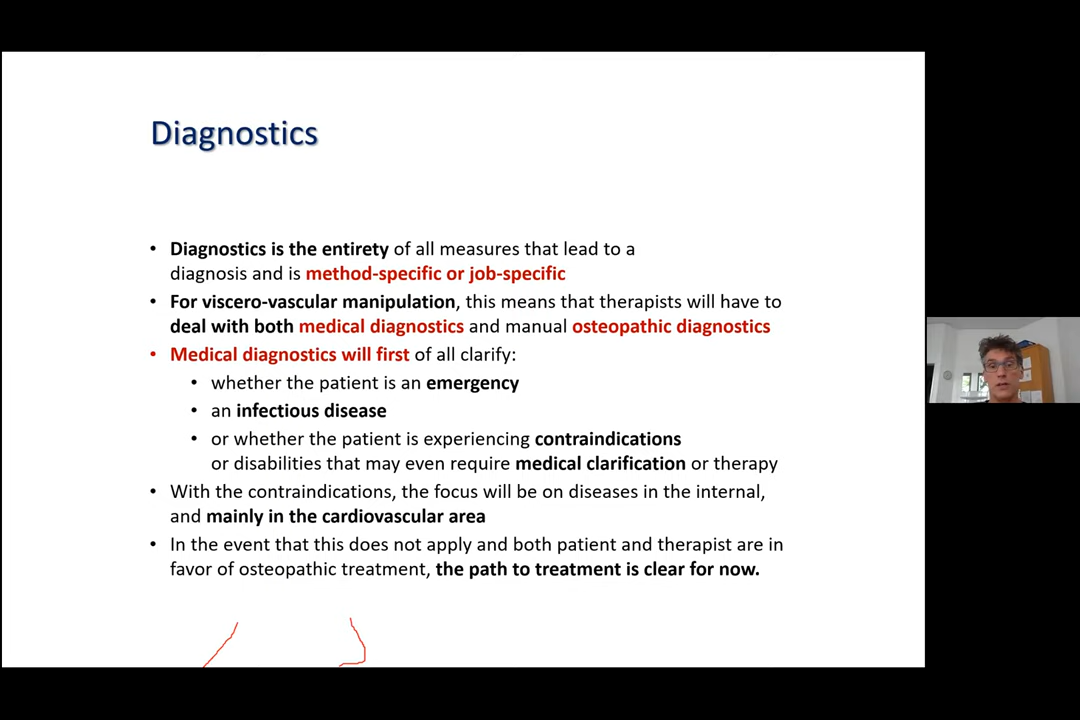 Diagnostics
• Diagnostics is the entirety of all measures that lead to a
diagnosis and is method-specific or job-specific
• For viscero-vascular manipulation, this means that therapists will have to
deal with both medical diagnostics and manual osteopathic diagnostics
• Medical diagnostics will first of all clarify:
• whether the patient is an emergency
• an infectious disease
• or whether the patient is experiencing contraindications
or disabilities that may even require medical clarification or therapy
• With the contraindications, the focus will be on diseases in the internal,
and mainly in the cardiovascular area
• In the event that this does not apply and both patient and therapist are in
favor of osteopathic treatment, the path to treatment is clear for now.